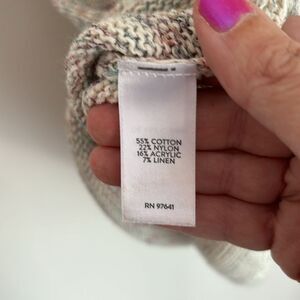 55% COTTON
22% NYLON
16% ACRYLIC
7% LINEN
RN 97641